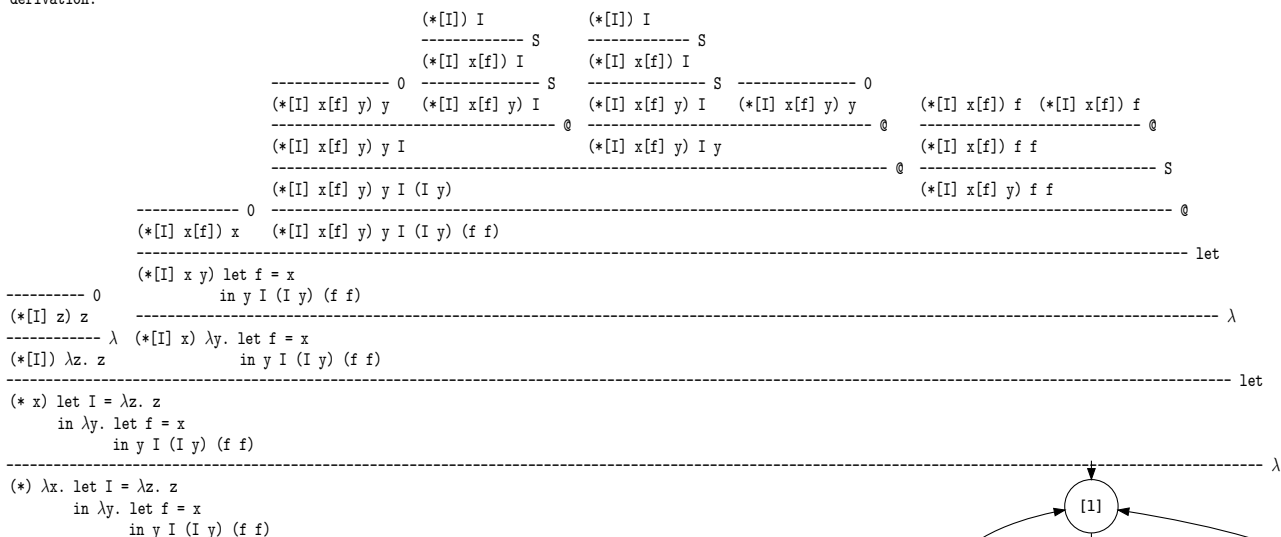 derivation:
(*[I]) I (*[I]) I
------------- S ------------- S
(*[I] x[f]) I (*[I] x[f]) I
--------------- 0 --------------- S --------------- S --------------- 0
(*[I] x[f] y) y (*[I] x[f] y) I (*[I] x[f] y) I (*[I] x[f] y) y (*[I] x[f]) f (*[I] x[f]) f
------------------------------------ @ ------------------------------------ @ ---------------------------- @
(*[I] x[f] y) y I (*[I] x[f] y) I y (*[I] x[f]) f f
------------------------------------------------------------------------------- @ ------------------------------ S
(*[I] x[f] y) y I (I y) (*[I] x[f] y) f f
------------- 0 ------------------------------------------------------------------------------------------------------------------- @
(*[I] x[f]) x (*[I] x[f] y) y I (I y) (f f)
--------------------------------------------------------------------------------------------------------------------------------------- let
(*[I] x y) let f = x
---------- 0 in y I (I y) (f f)
(*[I] z) z ------------------------------------------------------------------------------------------------------------------------------------------- λ
------------ λ (*[I] x) λy. let f = x
(*[I]) λz. z in y I (I y) (f f)
------------------------------------------------------------------------------------------------------------------------------------------------------------- let
(* x) let I = λz. z
in λy. let f = x
in y I (I y) (f f)
----------------------------------------------------------------------------------------------------------------------------------------------------------------- λ
(*) λx. let I = λz. z
in λy. let f = x
in y I (I y) (f f)
[1]